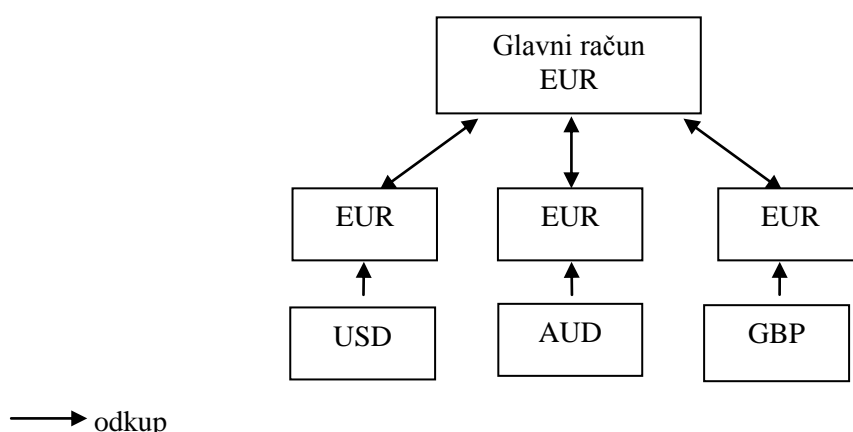 Glavni račun
EUR
EUR
EUR
EUR
USD
AUD
GBP
odkup